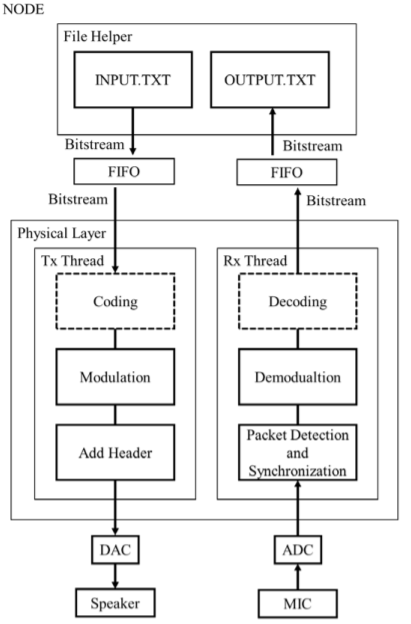 NODE
File Helper
INPUT.TXT
OUTPUT.TXT
Bitstream
Bitstream
FIFO
FIFO
Bitstream
Bitstream
Physical Layer
Tx Thread
Rx Thread
Coding
Decoding
Modulation
Demodualtion
Add Header
Packet Detection
and
Synchronization
DAC
ADC
Speaker
MIC